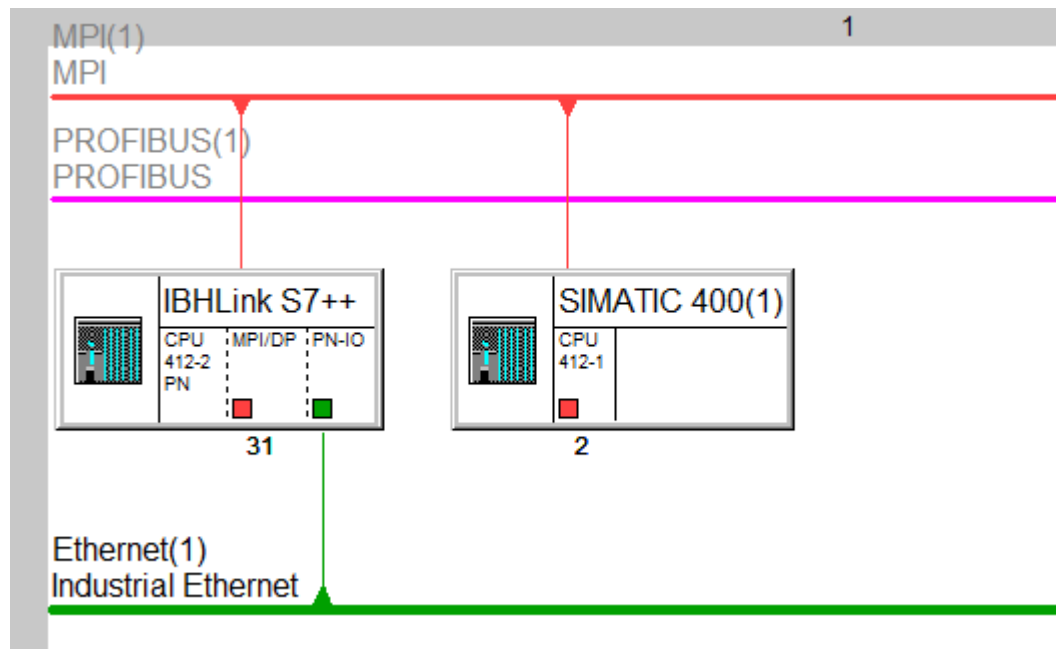 1
MPI(1)
MPI
PROFIBUS(1)
PROFIBUS
IBHLink S7++
CPU
412-2
PN
MPI/DP
PN-IO
31
SIMATIC 400(1)
CPU
412-1
2
Ethernet(1)
Industrial Ethernet